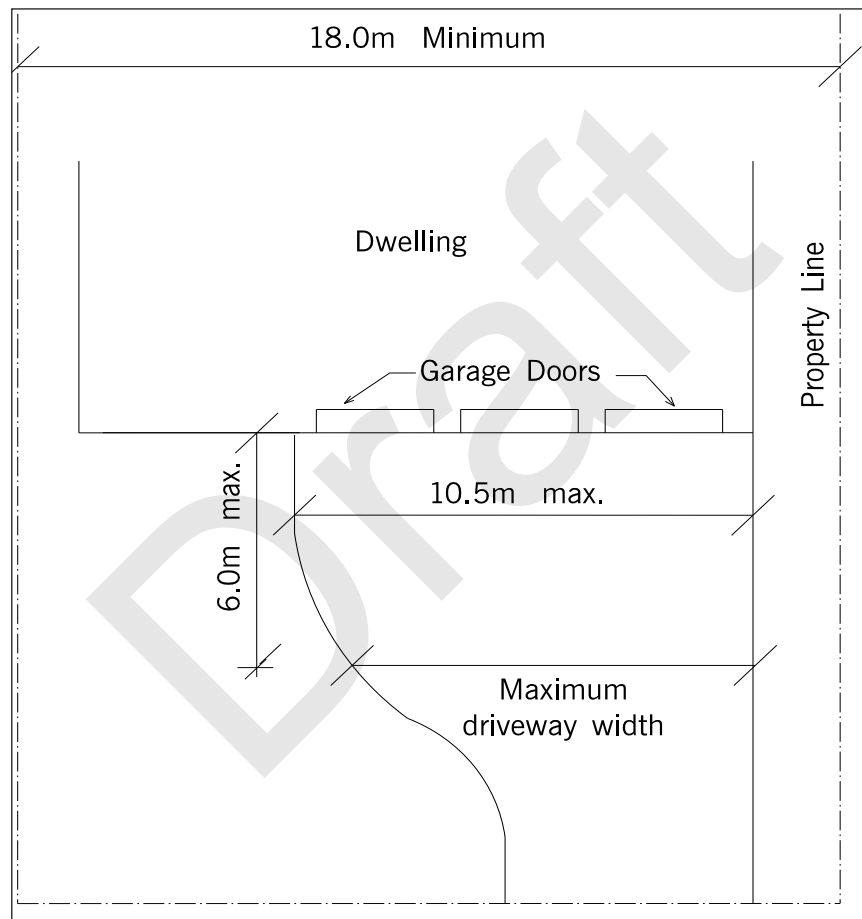 18.0m Minimum
Dwelling
Property Line
Garage Doors
10.5m max.
6.0m max.
Maximum
driveway width
Draft